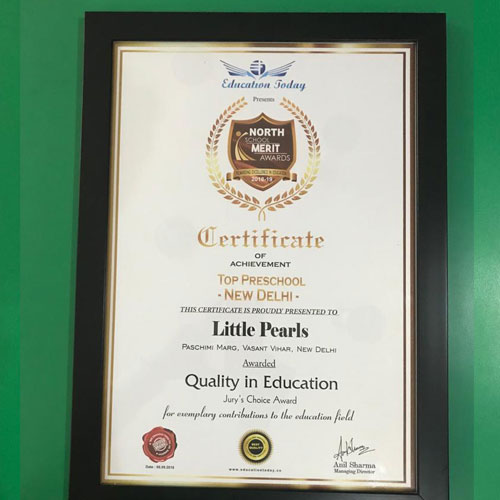 Education Today
Presents
NORTH
SCHOOL
MERIT
AWARDS
2018-19
Certificate
OF
ACHIEVEMENT
TOP PRESCHOOL
- NEW DELHI -
THIS CERTIFICATE IS PROUDLY PRESENTED TO
Little Pearls
PASCHIMI MARG, VASANT VIHAR, NEW DELHI
Awarded
Quality in Education
Jury's Choice Award
for exemplary contributions to the education field
Anil Sharma
Managing Director
www.educationtoday.co